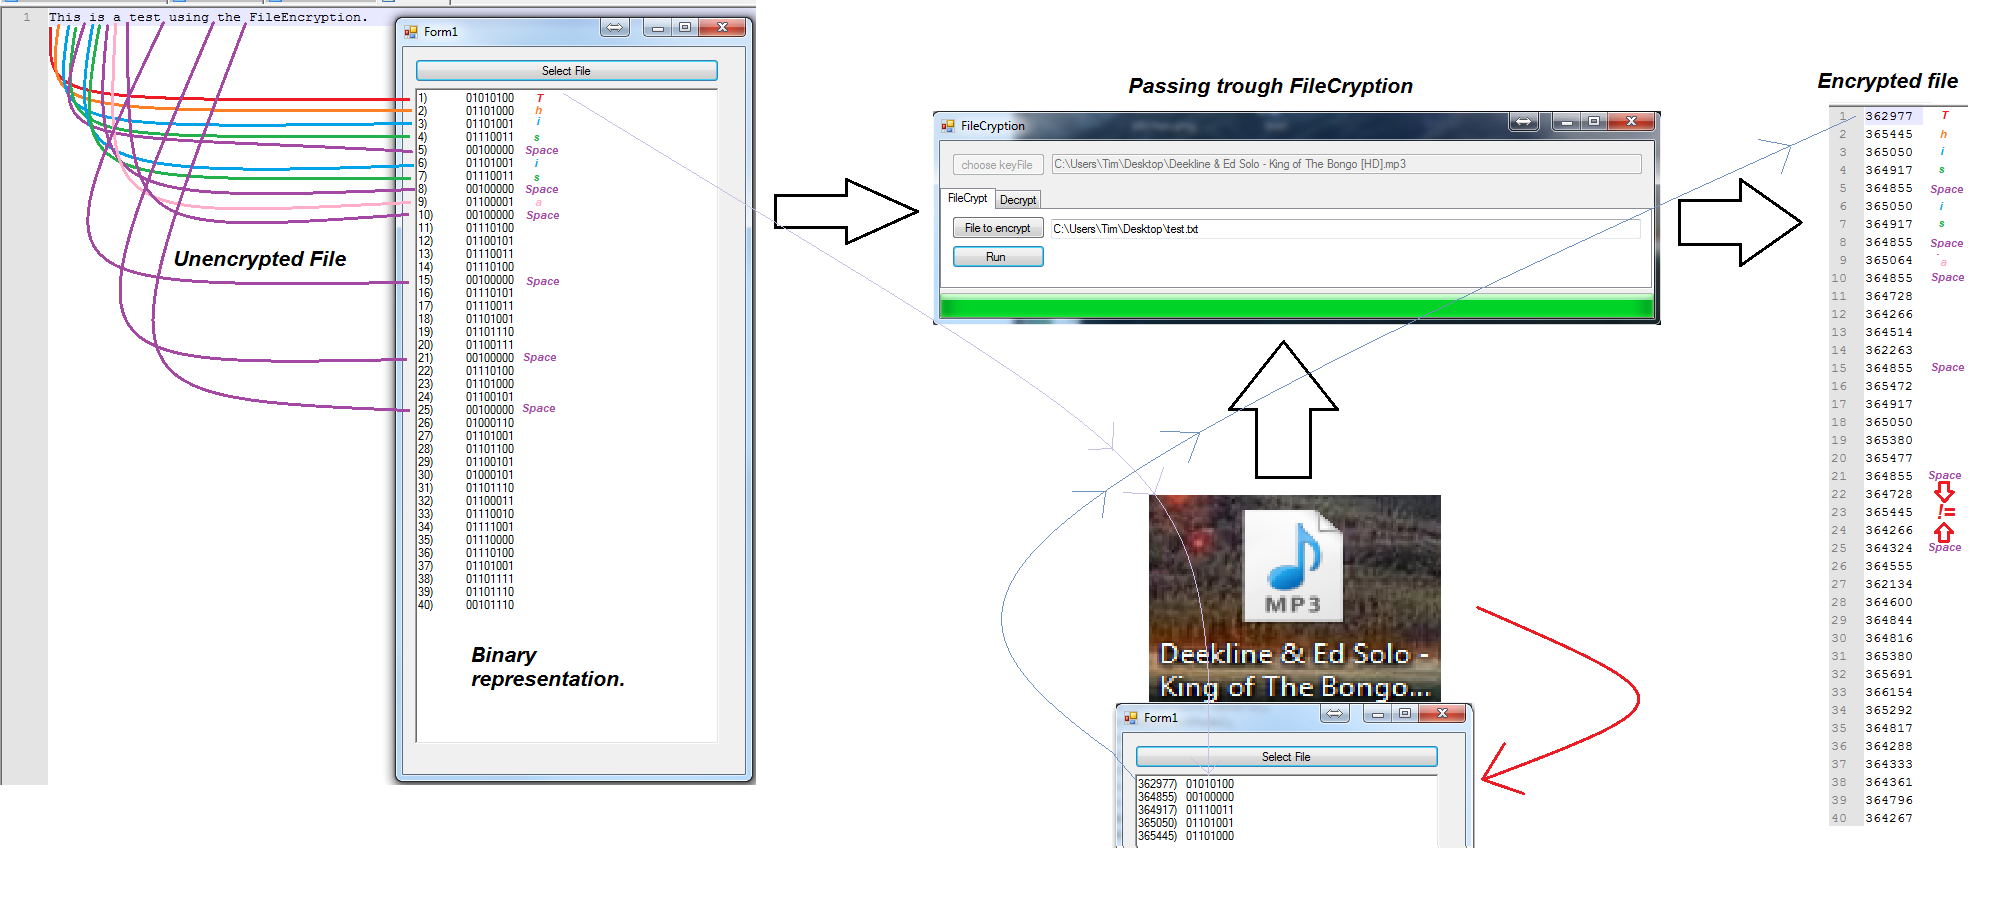 1 This is a test using the FileEncryption.
Form1
Select File
1) 01010100 T
2) 01101000 h
3) 01101001 i
4) 01110011 s
5) 00100000 Space
6) 01101001 i
7) 01110011 s
8) 00100000 Space
9) 01100001 a
10) 00100000 Space
11) 01110100
12) 01100101
13) 01110011
14) 01110100
15) 00100000 Space
16) 01110101
17) 01110011
18) 01101001
19) 01101110
20) 01100111
21) 00100000 Space
22) 01110100
23) 01101000
24) 01100101
25) 00100000 Space
26) 01000110
27) 01101001
28) 01101100
29) 01100101
30) 01000101
31) 01101110
32) 01100011
33) 01110010
34) 01111001
35) 01110000
36) 01110100
37) 01101001
38) 01101111
39) 01101110
40) 00101110
Unencrypted File
Binary
representation.
Passing trough FileCryption
FileCryption
choose keyFile C:\Users\Tim\Desktop\Deekline & Ed Solo - King of The Bongo [HD].mp3
FileCrypt Decrypt
File to encrypt C:\Users\Tim\Desktop\test.txt
Run
MP3
Deekline & Ed Solo -
King of The Bongo...
Form1
Select File
362977) 01010100
364855) 00100000
364917) 01110011
365050) 01101001
365445) 01101000
Encrypted file
1 362977 T
2 365445 h
3 365050 i
4 364917 s
5 364855 Space
6 365050 i
7 364917 s
8 364855 Space
9 365064 a
10 364855 Space
11 364728
12 364266
13 364514
14 362263
15 364855 Space
16 365472
17 364917
18 365050
19 365380
20 365477
21 364855 Space
22 364728
23 365445 !=
24 364266
25 364324 Space
26 364555
27 362134
28 364600
29 364844
30 364816
31 365380
32 365691
33 366154
34 365292
35 364817
36 364288
37 364333
38 364361
39 364796
40 364267